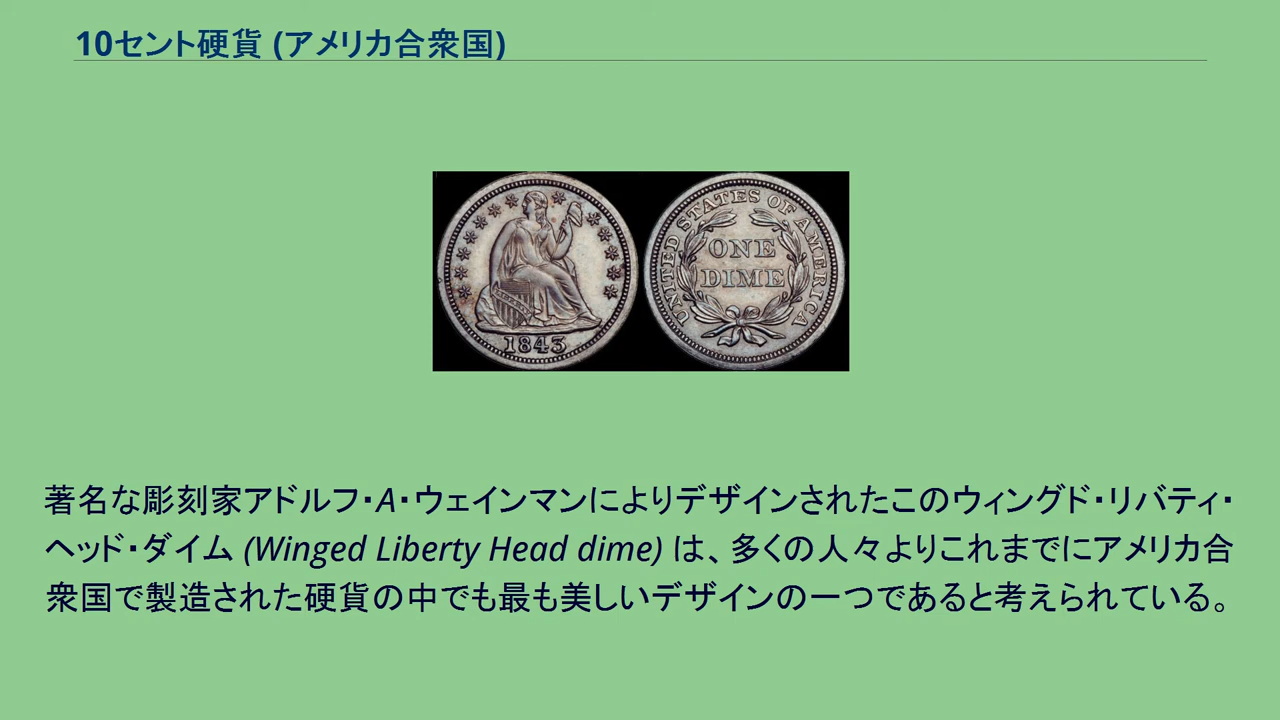 10セント硬貨 (アメリカ合衆国)
UNITED STATES OF AMERICA
ONE
DIME
1843
著名な彫刻家アドルフ・A・ウェインマンによりデザインされたこのウィングド・リバティ・
ヘッド・ダイム (Winged Liberty Head dime) は、多くの人々よりこれまでにアメリカ合
衆国で製造された硬貨の中でも最も美しいデザインの一つであると考えられている。